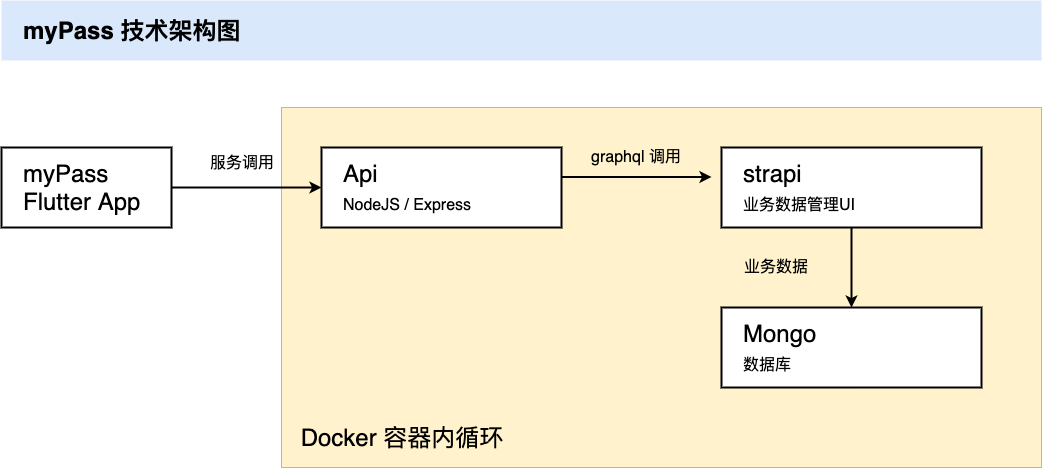 myPass 技术架构图
myPass
Flutter App
服务调用
Api
NodeJS / Express
graphql 调用
strapi
业务数据管理UI
业务数据
Mongo
数据库
Docker 容器内循环